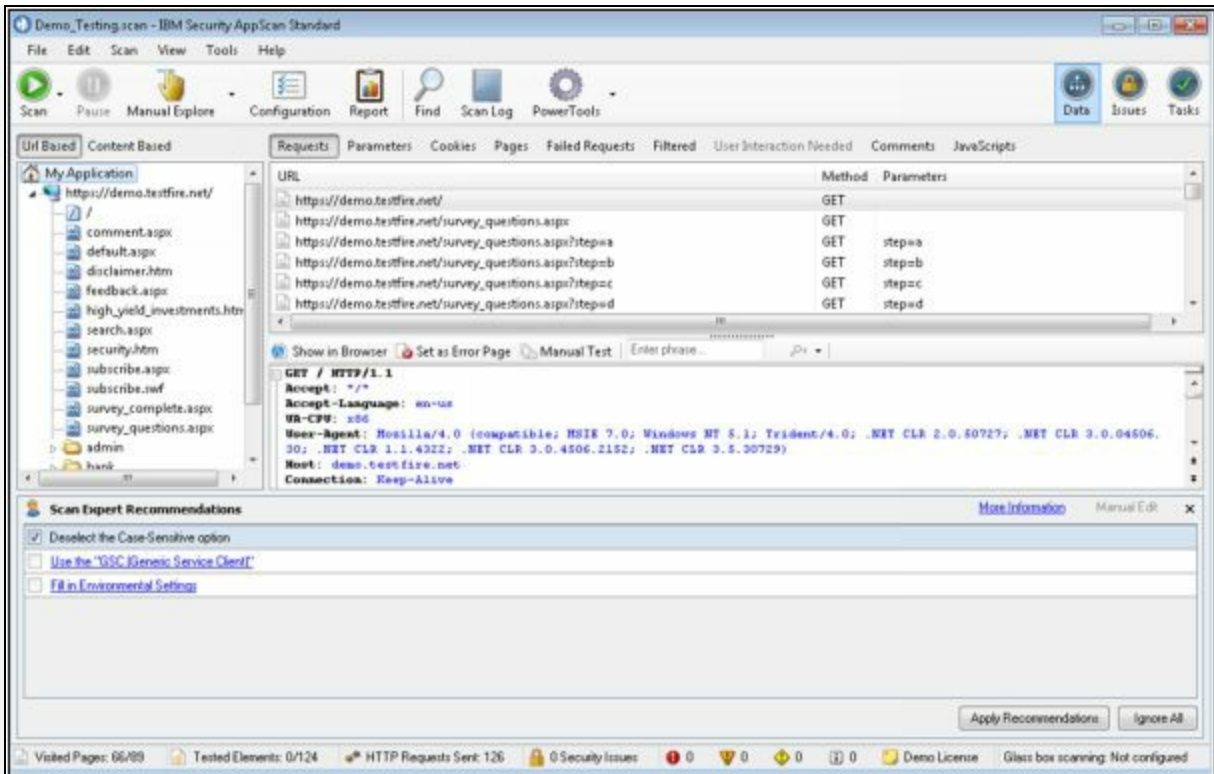 Demo_Testing.scan - IBM Security AppScan Standard
File Edit Scan View Tools Help
Scan Pause Manual Explore Configuration Report Find Scan Log PowerTools Data Issues Tasks
Url Based Content Based
Requests Parameters Cookies Pages Failed Requests Filtered User Interaction Needed Comments JavaScripts
My Application
https://demo.testfire.net/
/
comment.aspx
default.aspx
disclaimer.htm
feedback.aspx
high_yield_investments.htm
search.aspx
security.htm
subscribe.aspx
subscribe.swf
survey_complete.aspx
survey_questions.aspx
admin
bank
URL Method Parameters
https://demo.testfire.net/ GET
https://demo.testfire.net/survey_questions.aspx GET
https://demo.testfire.net/survey_questions.aspx?step=a GET step=a
https://demo.testfire.net/survey_questions.aspx?step=b GET step=b
https://demo.testfire.net/survey_questions.aspx?step=c GET step=c
https://demo.testfire.net/survey_questions.aspx?step=d GET step=d
Show in Browser Set as Error Page Manual Test Enter phrase...
GET / HTTP/1.1
Accept: */*
Accept-Language: en-us
UA-CPU: x86
User-Agent: Mozilla/4.0 (compatible; MSIE 7.0; Windows NT 5.1; Trident/4.0; .NET CLR 2.0.50727; .NET CLR 3.0.04506.
30; .NET CLR 1.1.4322; .NET CLR 3.0.4506.2152; .NET CLR 3.5.30729)
Host: demo.testfire.net
Connection: Keep-Alive
Scan Expert Recommendations More Information Manual Edit
Deselect the Case-Sensitive option
Use the "GSC (Generic Service Client)"
Fill in Environmental Settings
Apply Recommendations Ignore All
Visited Pages: 66/89 Tested Elements: 0/124 HTTP Requests Sent: 126 0 Security Issues 0 0 0 0 Demo License Glass box scanning: Not configured